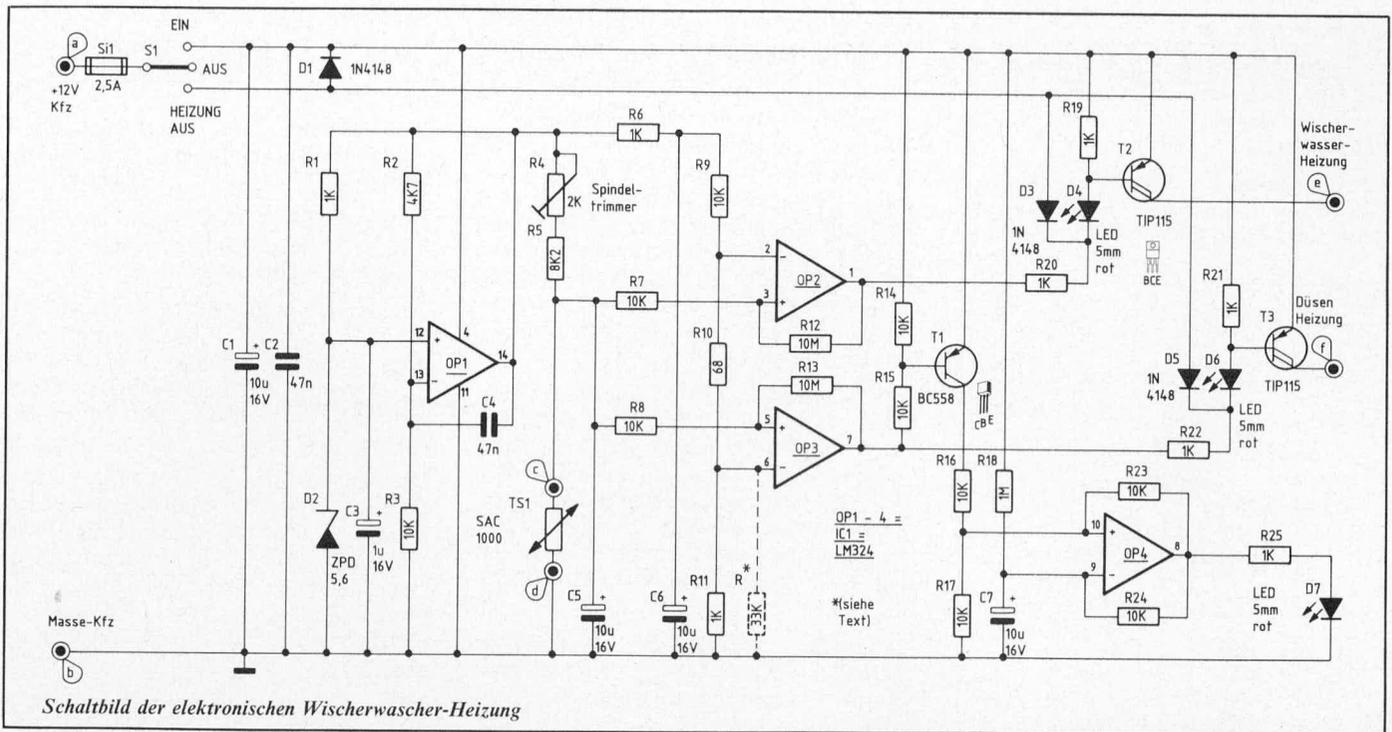 a
Si1
2,5A
+12V
Kfz
S1
EIN
AUS
HEIZUNG
AUS
D1
1N4148
R1
1K
R2
4K7
R4
2K
Spindel-
trimmer
R5
8K2
R6
1K
R9
10K
R7
10K
R10
68
R8
10K
2
3
OP2
1
R12
10M
R13
10M
5
6
OP3
7
R14
10K
R15
10K
T1
BC558
CBE
R19
1K
T2
TIP115
BCE
D3
1N
4148
D4
LED
5mm
rot
R20
1K
Wischer-
wasser-
Heizung
e
R21
1K
T3
TIP115
Düsen
Heizung
f
D5
1N
4148
D6
LED
5mm
rot
R22
1K
C1
+
10u
16V
C2
47n
12
13
4
11
14
OP1
C4
47n
D2
ZPD
5,6
C3
+
1u
16V
R3
10K
c
TS1
SAC
1000
d
C5
+
10u
16V
C6
+
10u
16V
R11
1K
R*
33K
OP1 - 4 =
IC1 =
LM324
*(siehe
Text)
R16
10K
R18
1M
R17
10K
C7
+
10u
16V
R23
10K
10
9
OP4
8
R24
10K
R25
1K
LED
5mm
rot
D7
Masse-Kfz
b
Schaltbild der elektronischen Wischerwascher-Heizung